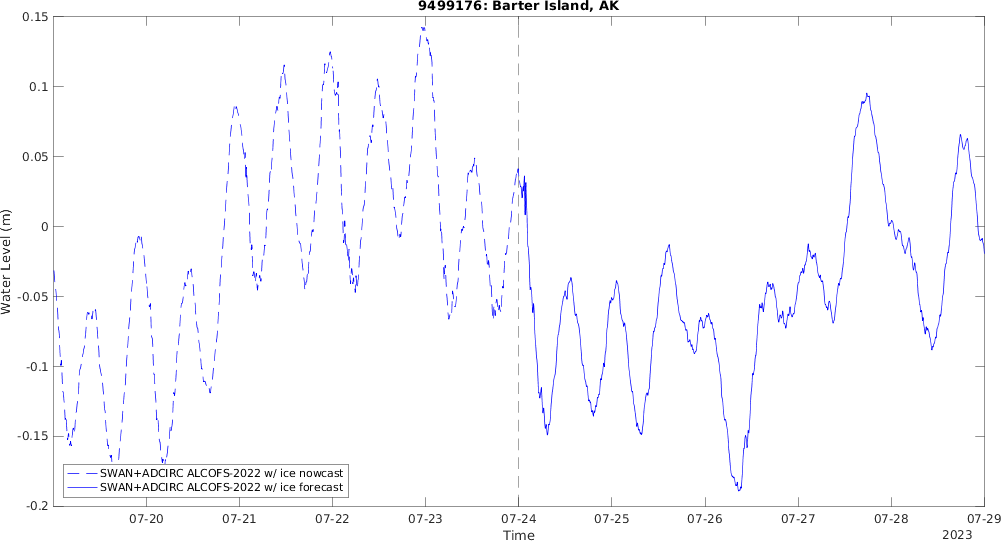 9499176: Barter Island, AK
0.15
0.1
0.05
0
-0.05
-0.1
-0.15
-0.2
Water Level (m)
SWAN+ADCIRC ALCOFS-2022 w/ ice nowcast
SWAN+ADCIRC ALCOFS-2022 w/ ice forecast
07-20 07-21 07-22 07-23 07-24 07-25 07-26 07-27 07-28 07-29
Time
2023